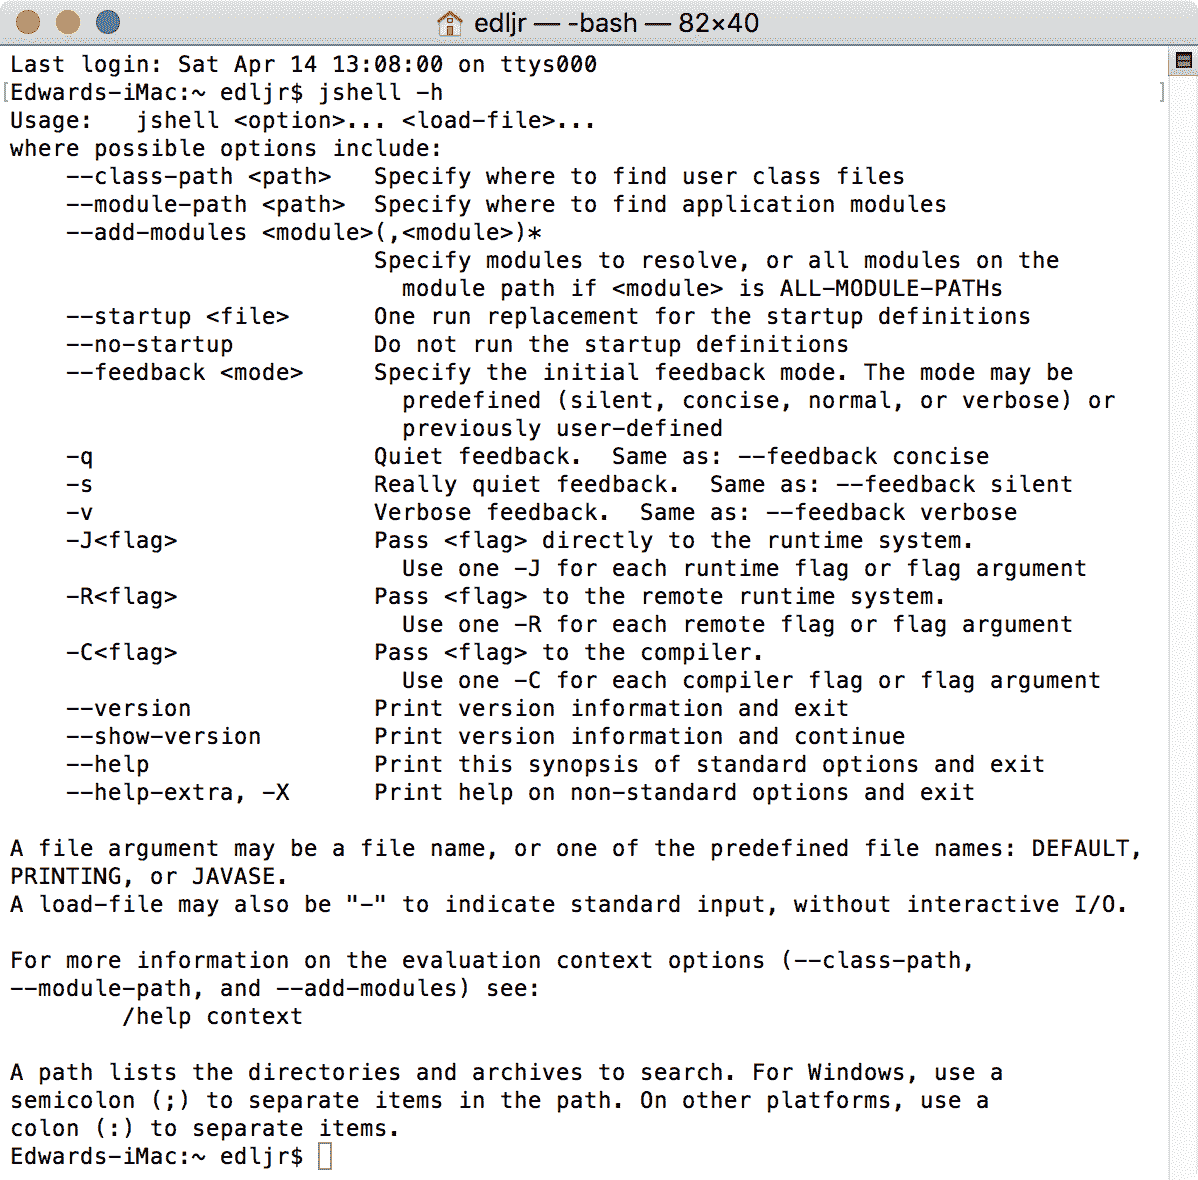 edljr — -bash — 82×40
Last login: Sat Apr 14 13:08:00 on ttys000
[Edwards-iMac:~ edljr$ jshell -h ]
Usage:   jshell <option>... <load-file>...
where possible options include:
    --class-path <path>   Specify where to find user class files
    --module-path <path>  Specify where to find application modules
    --add-modules <module>(,<module>)*
                          Specify modules to resolve, or all modules on the
                            module path if <module> is ALL-MODULE-PATHs
    --startup <file>      One run replacement for the startup definitions
    --no-startup          Do not run the startup definitions
    --feedback <mode>     Specify the initial feedback mode. The mode may be
                            predefined (silent, concise, normal, or verbose) or
                            previously user-defined
    -q                    Quiet feedback.  Same as: --feedback concise
    -s                    Really quiet feedback.  Same as: --feedback silent
    -v                    Verbose feedback.  Same as: --feedback verbose
    -J<flag>              Pass <flag> directly to the runtime system.
                            Use one -J for each runtime flag or flag argument
    -R<flag>              Pass <flag> to the remote runtime system.
                            Use one -R for each remote flag or flag argument
    -C<flag>              Pass <flag> to the compiler.
                            Use one -C for each compiler flag or flag argument
    --version             Print version information and exit
    --show-version        Print version information and continue
    --help                Print this synopsis of standard options and exit
    --help-extra, -X      Print help on non-standard options and exit

A file argument may be a file name, or one of the predefined file names: DEFAULT,
PRINTING, or JAVASE.
A load-file may also be "-" to indicate standard input, without interactive I/O.

For more information on the evaluation context options (--class-path,
--module-path, and --add-modules) see:
        /help context

A path lists the directories and archives to search. For Windows, use a
semicolon (;) to separate items in the path. On other platforms, use a
colon (:) to separate items.
Edwards-iMac:~ edljr$